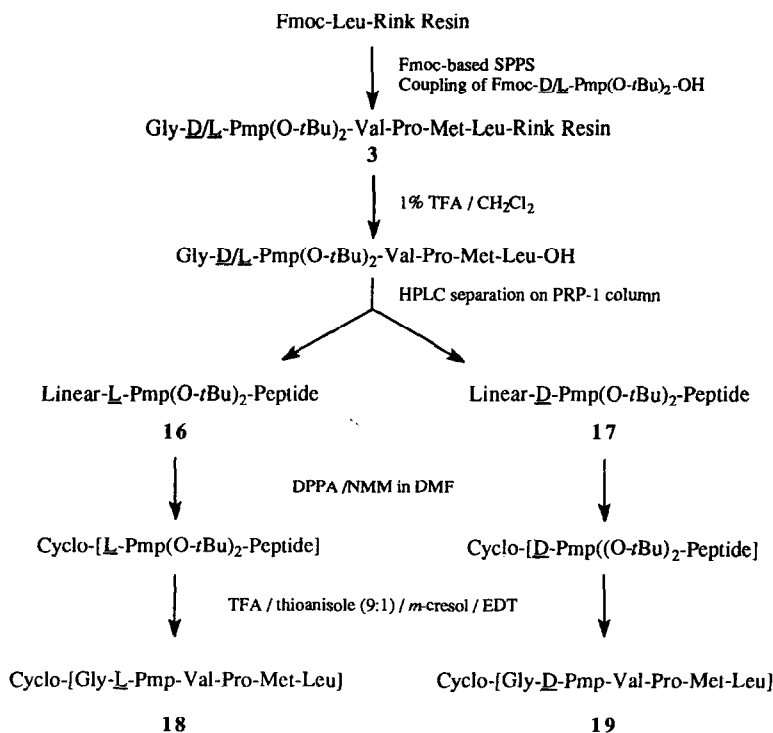 Fmoc-Leu-Rink Resin
Fmoc-based SPPS
Coupling of Fmoc-D/L-Pmp(O-tBu)2-OH
Gly-D/L-Pmp(O-tBu)2-Val-Pro-Met-Leu-Rink Resin
3
1% TFA / CH2Cl2
Gly-D/L-Pmp(O-tBu)2-Val-Pro-Met-Leu-OH
HPLC separation on PRP-1 column
Linear-L-Pmp(O-tBu)2-Peptide
Linear-D-Pmp(O-tBu)2-Peptide
16
17
DPPA /NMM in DMF
Cyclo-[L-Pmp(O-tBu)2-Peptide]
Cyclo-[D-Pmp((O-tBu)2-Peptide]
TFA / thioanisole (9:1) / m-cresol / EDT
Cyclo-[Gly-L-Pmp-Val-Pro-Met-Leu]
Cyclo-[Gly-D-Pmp-Val-Pro-Met-Leu]
18
19